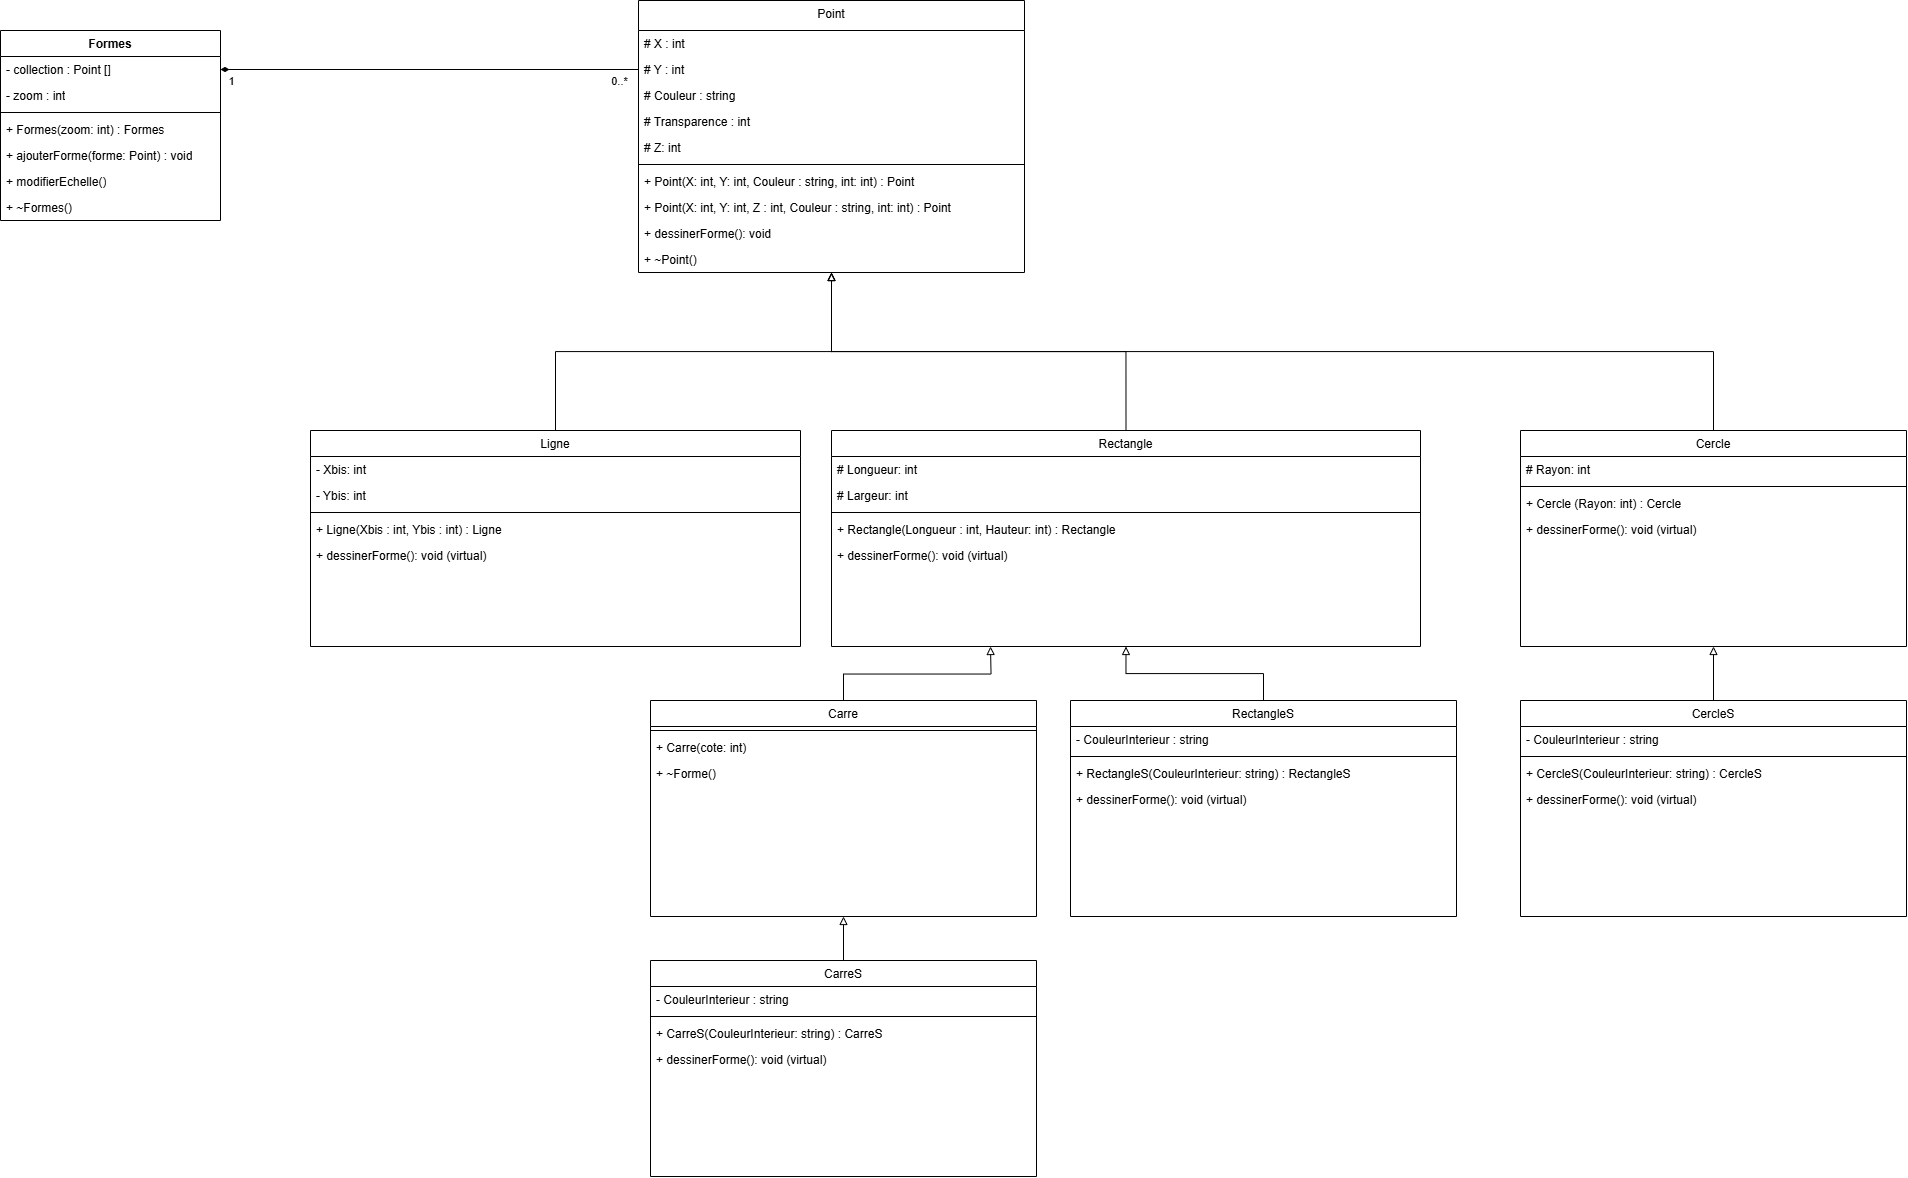 Formes
- collection : Point []
- zoom : int
+ Formes(zoom: int) : Formes
+ ajouterForme(forme: Point) : void
+ modifierEchelle()
+ ~Formes()
1
0..*
Point
# X : int
# Y : int
# Couleur : string
# Transparence : int
# Z: int
+ Point(X: int, Y: int, Couleur : string, int: int) : Point
+ Point(X: int, Y: int, Z : int, Couleur : string, int: int) : Point
+ dessinerForme(): void
+ ~Point()
Ligne
- Xbis: int
- Ybis: int
+ Ligne(Xbis : int, Ybis : int) : Ligne
+ dessinerForme(): void (virtual)
Rectangle
# Longueur: int
# Largeur: int
+ Rectangle(Longueur : int, Hauteur: int) : Rectangle
+ dessinerForme(): void (virtual)
Cercle
# Rayon: int
+ Cercle (Rayon: int) : Cercle
+ dessinerForme(): void (virtual)
Carre
+ Carre(cote: int)
+ ~Forme()
RectangleS
- CouleurInterieur : string
+ RectangleS(CouleurInterieur: string) : RectangleS
+ dessinerForme(): void (virtual)
CercleS
- CouleurInterieur : string
+ CercleS(CouleurInterieur: string) : CercleS
+ dessinerForme(): void (virtual)
CarreS
- CouleurInterieur : string
+ CarreS(CouleurInterieur: string) : CarreS
+ dessinerForme(): void (virtual)